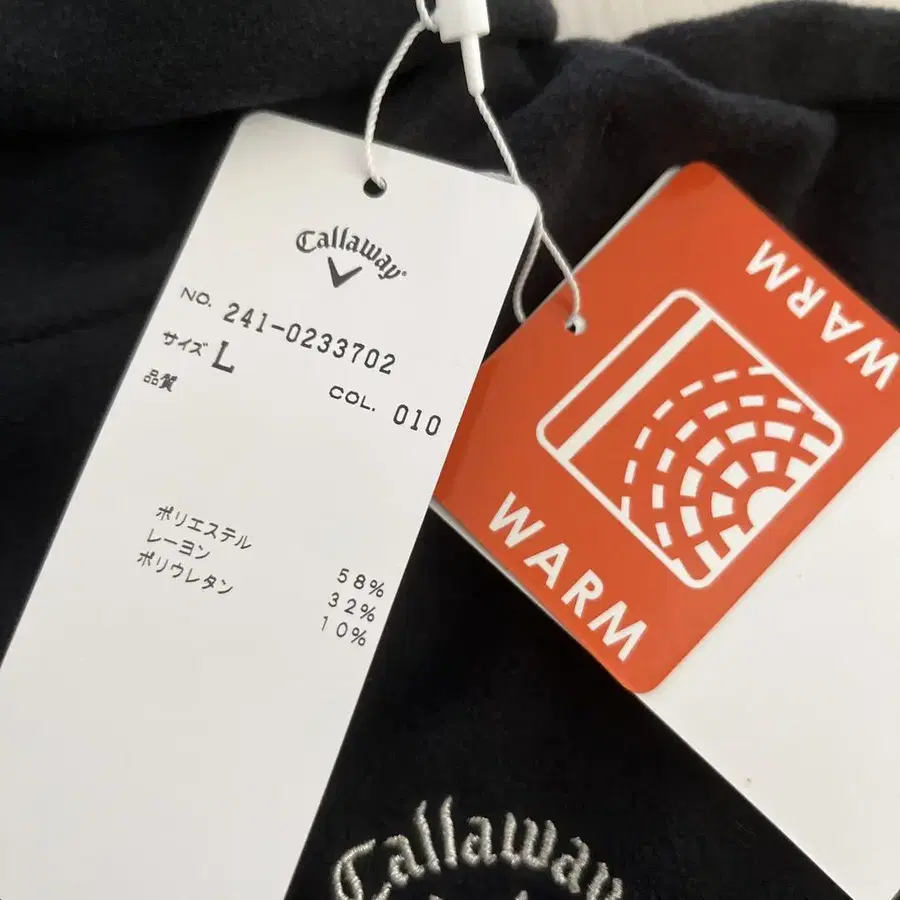 Callaway
NO. 241-0233702
サイズ L
品質
COL. 010
ポリエステル 58%
レーヨン 32%
ポリウレタン 10%
WARM
WARM
Callaway